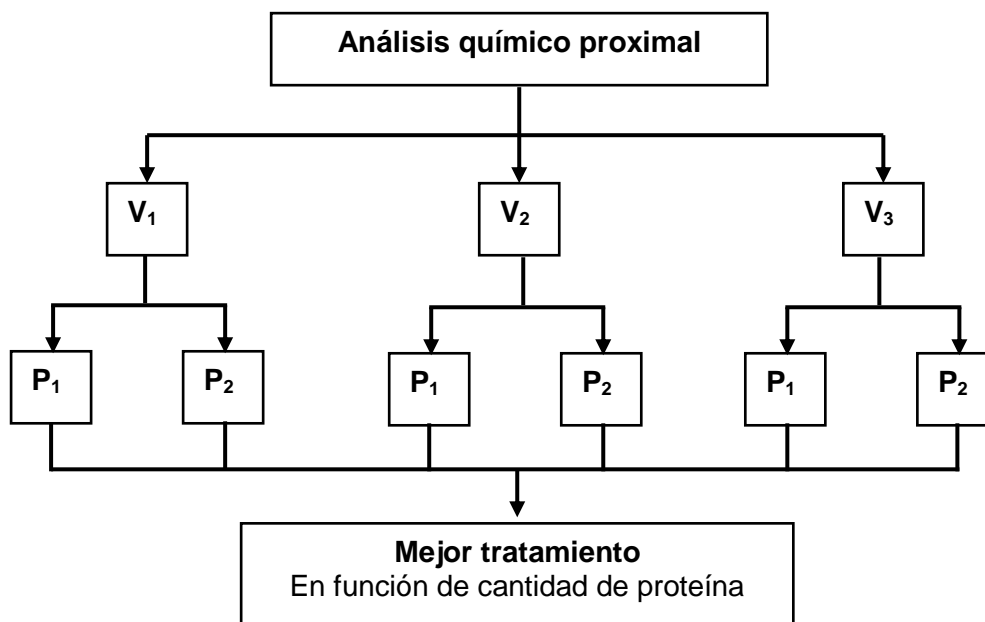 Análisis químico proximal
V₁ V₂ V₃
P₁ P₂ P₁ P₂ P₁ P₂
Mejor tratamiento
En función de cantidad de proteína